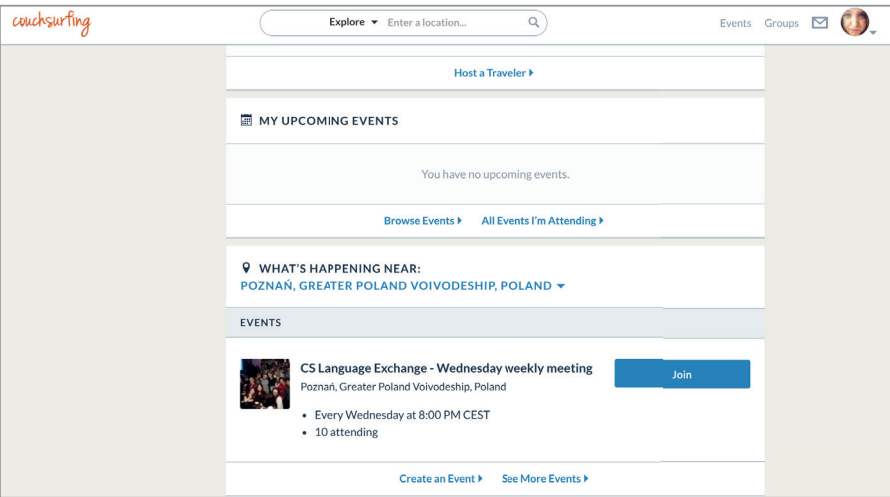 couchsurfing
Explore Enter a location...
Events Groups
Host a Traveler
MY UPCOMING EVENTS
You have no upcoming events.
Browse Events All Events I'm Attending
WHAT'S HAPPENING NEAR:
POZNAŃ, GREATER POLAND VOIVODESHIP, POLAND
EVENTS
CS Language Exchange - Wednesday weekly meeting
Join
Poznań, Greater Poland Voivodeship, Poland
• Every Wednesday at 8:00 PM CEST
• 10 attending
Create an Event See More Events